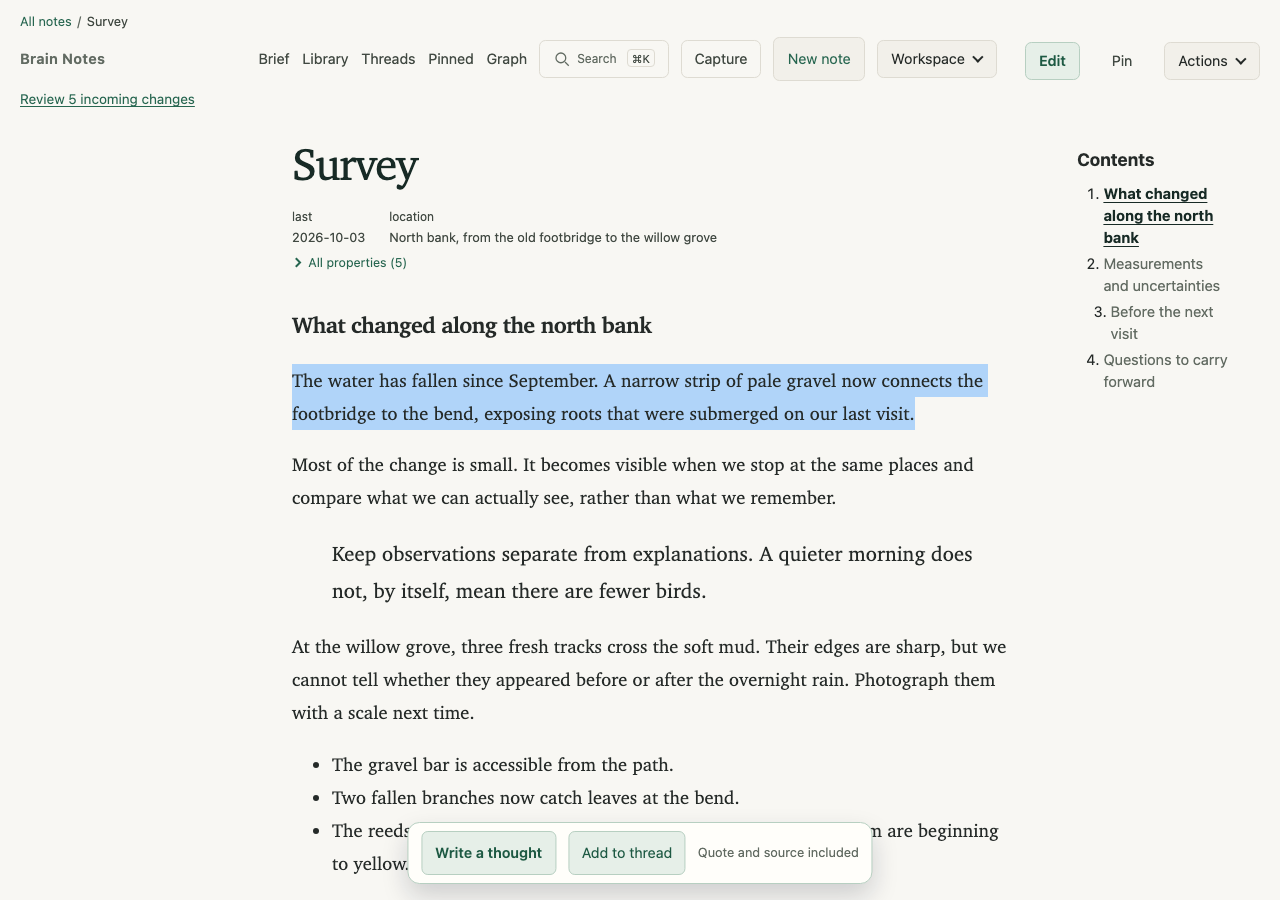 All notes / Survey
Brain Notes
Brief Library Threads Pinned Graph Search ⌘K Capture New note Workspace Edit Pin Actions
Review 5 incoming changes
Survey
last location
2026-10-03 North bank, from the old footbridge to the willow grove
All properties (5)
What changed along the north bank
The water has fallen since September. A narrow strip of pale gravel now connects the
footbridge to the bend, exposing roots that were submerged on our last visit.
Most of the change is small. It becomes visible when we stop at the same places and
compare what we can actually see, rather than what we remember.
Keep observations separate from explanations. A quieter morning does
not, by itself, mean there are fewer birds.
At the willow grove, three fresh tracks cross the soft mud. Their edges are sharp, but we
cannot tell whether they appeared before or after the overnight rain. Photograph them
with a scale next time.
The gravel bar is accessible from the path.
Two fallen branches now catch leaves at the bend.
The reeds are beginning
to yellow.
Write a thought Add to thread Quote and source included
Contents
1. What changed
along the north
bank
2. Measurements
and uncertainties
3. Before the next
visit
4. Questions to carry
forward